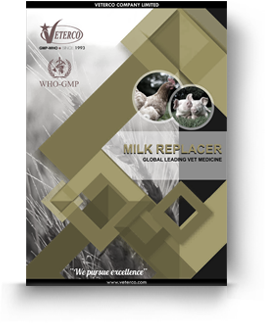 VETERCO COMPANY LIMITED
VETERCO
GMP-WHO ★ SINCE 1993
WHO-GMP
MILK REPLACER
GLOBAL LEADING VET MEDICINE
"We pursue excellence"
www.veterco.com